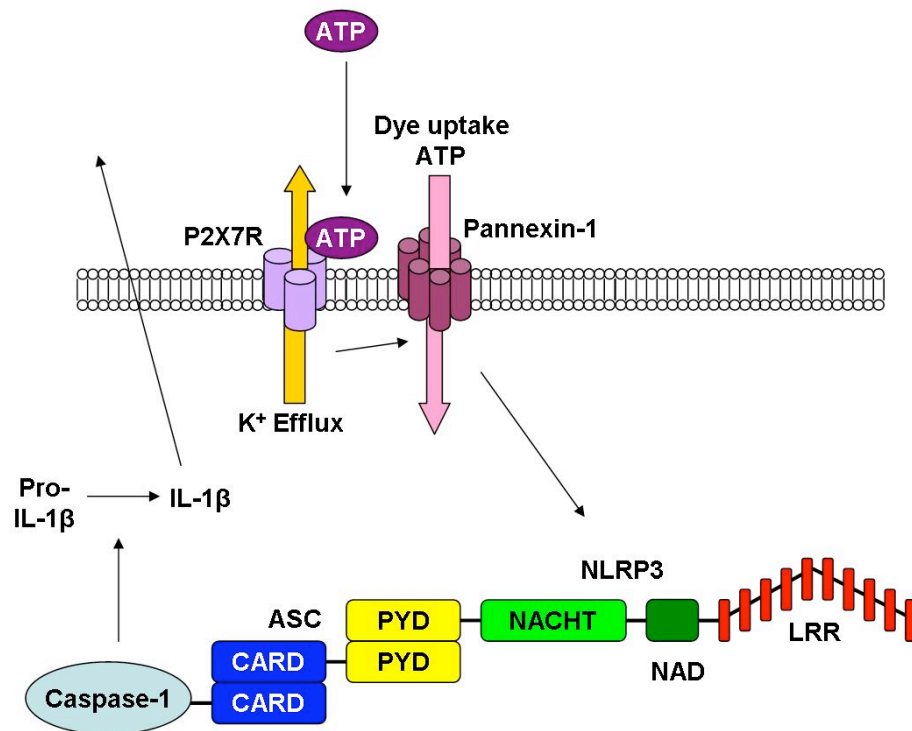 ATP
Dye uptake
ATP
P2X7R
ATP
Pannexin-1
K⁺ Efflux
Pro-
IL-1β
IL-1β
NLRP3
ASC
PYD
NACHT
LRR
CARD
PYD
NAD
Caspase-1
CARD